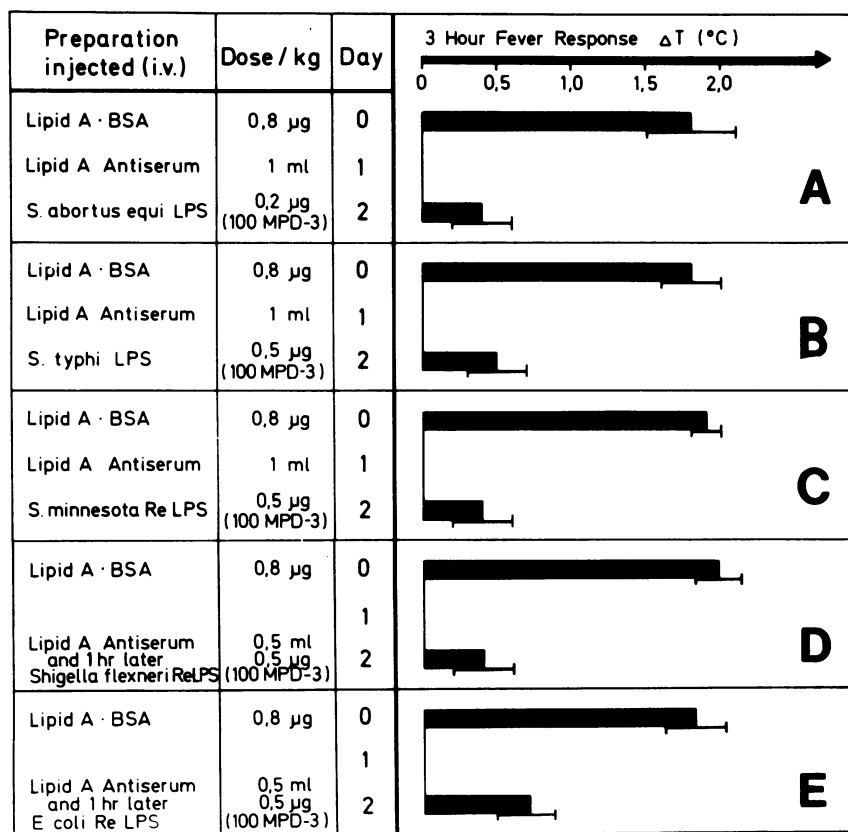 Preparation injected (i.v.) Dose / kg Day 3 Hour Fever Response ΔT (°C)
0 0,5 1,0 1,5 2,0
Lipid A · BSA 0,8 µg 0
Lipid A Antiserum 1 ml 1
S. abortus equi LPS 0,2 µg (100 MPD-3) 2
A
Lipid A · BSA 0,8 µg 0
Lipid A Antiserum 1 ml 1
S. typhi LPS 0,5 µg (100 MPD-3) 2
B
Lipid A · BSA 0,8 µg 0
Lipid A Antiserum 1 ml 1
S. minnesota Re LPS 0,5 µg (100 MPD-3) 2
C
Lipid A · BSA 0,8 µg 0
1
Lipid A Antiserum 0,5 ml
and 1 hr later 0,5 µg 2
Shigella flexneri Re LPS (100 MPD-3)
D
Lipid A · BSA 0,8 µg 0
1
Lipid A Antiserum 0,5 ml
and 1 hr later 0,5 µg 2
E coli Re LPS (100 MPD-3)
E